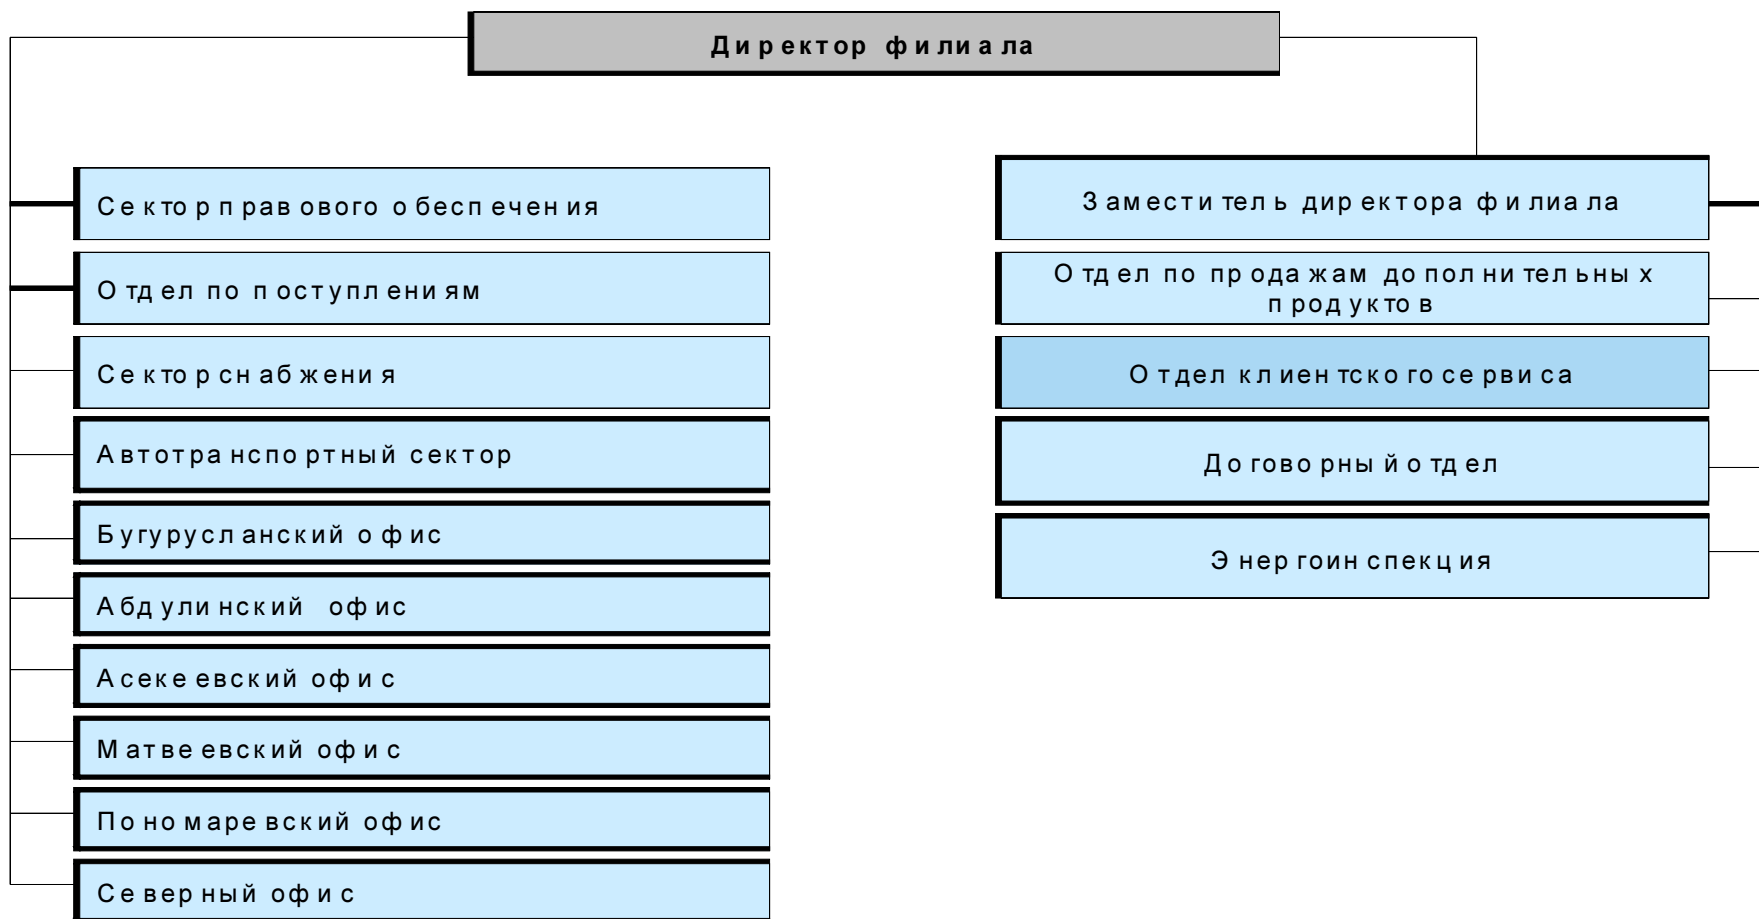 Директор филиала
Сектор правового обеспечения
Отдел по поступлениям
Сектор снабжения
Автотранспортный сектор
Бугурусланский офис
Абдулинский офис
Асекеевский офис
Матвеевский офис
Пономаревский офис
Северный офис
Заместитель директора филиала
Отдел по продажам дополнительных
продуктов
Отдел клиентского сервиса
Договорный отдел
Энергоинспекция